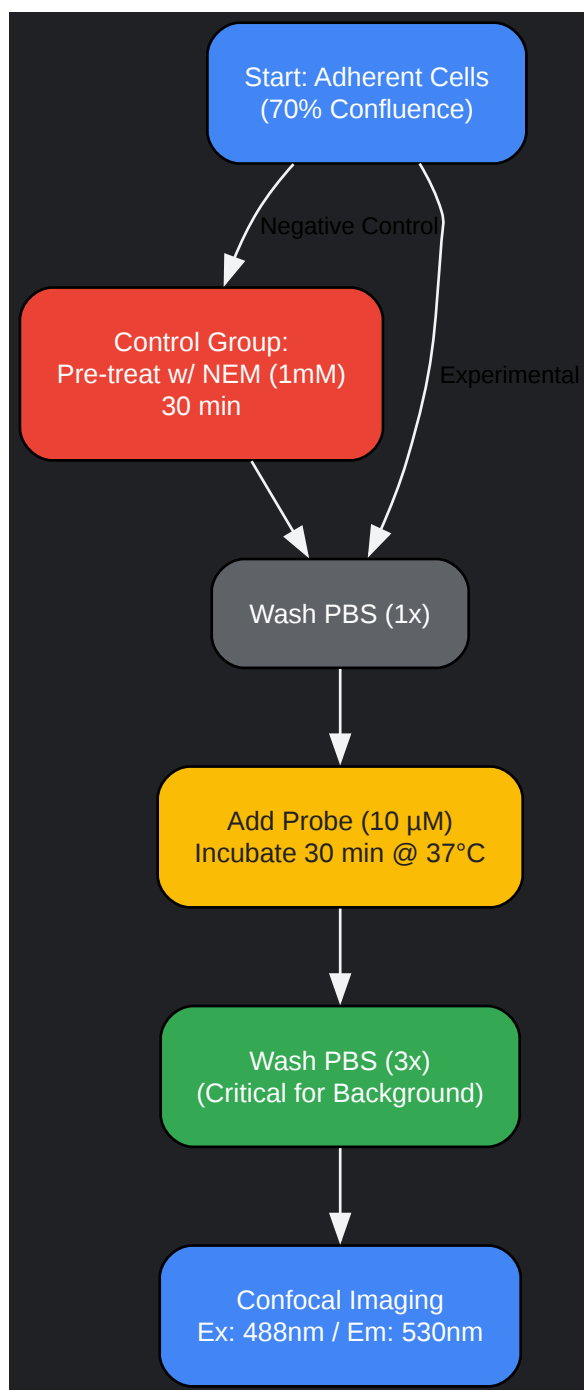 Start: Adherent Cells
(70% Confluence)
Negative Control
Control Group:
Pre-treat w/ NEM (1mM)
30 min
Experimental
Wash PBS (1x)
Add Probe (10 µM)
Incubate 30 min @ 37°C
Wash PBS (3x)
(Critical for Background)
Confocal Imaging
Ex: 488nm / Em: 530nm